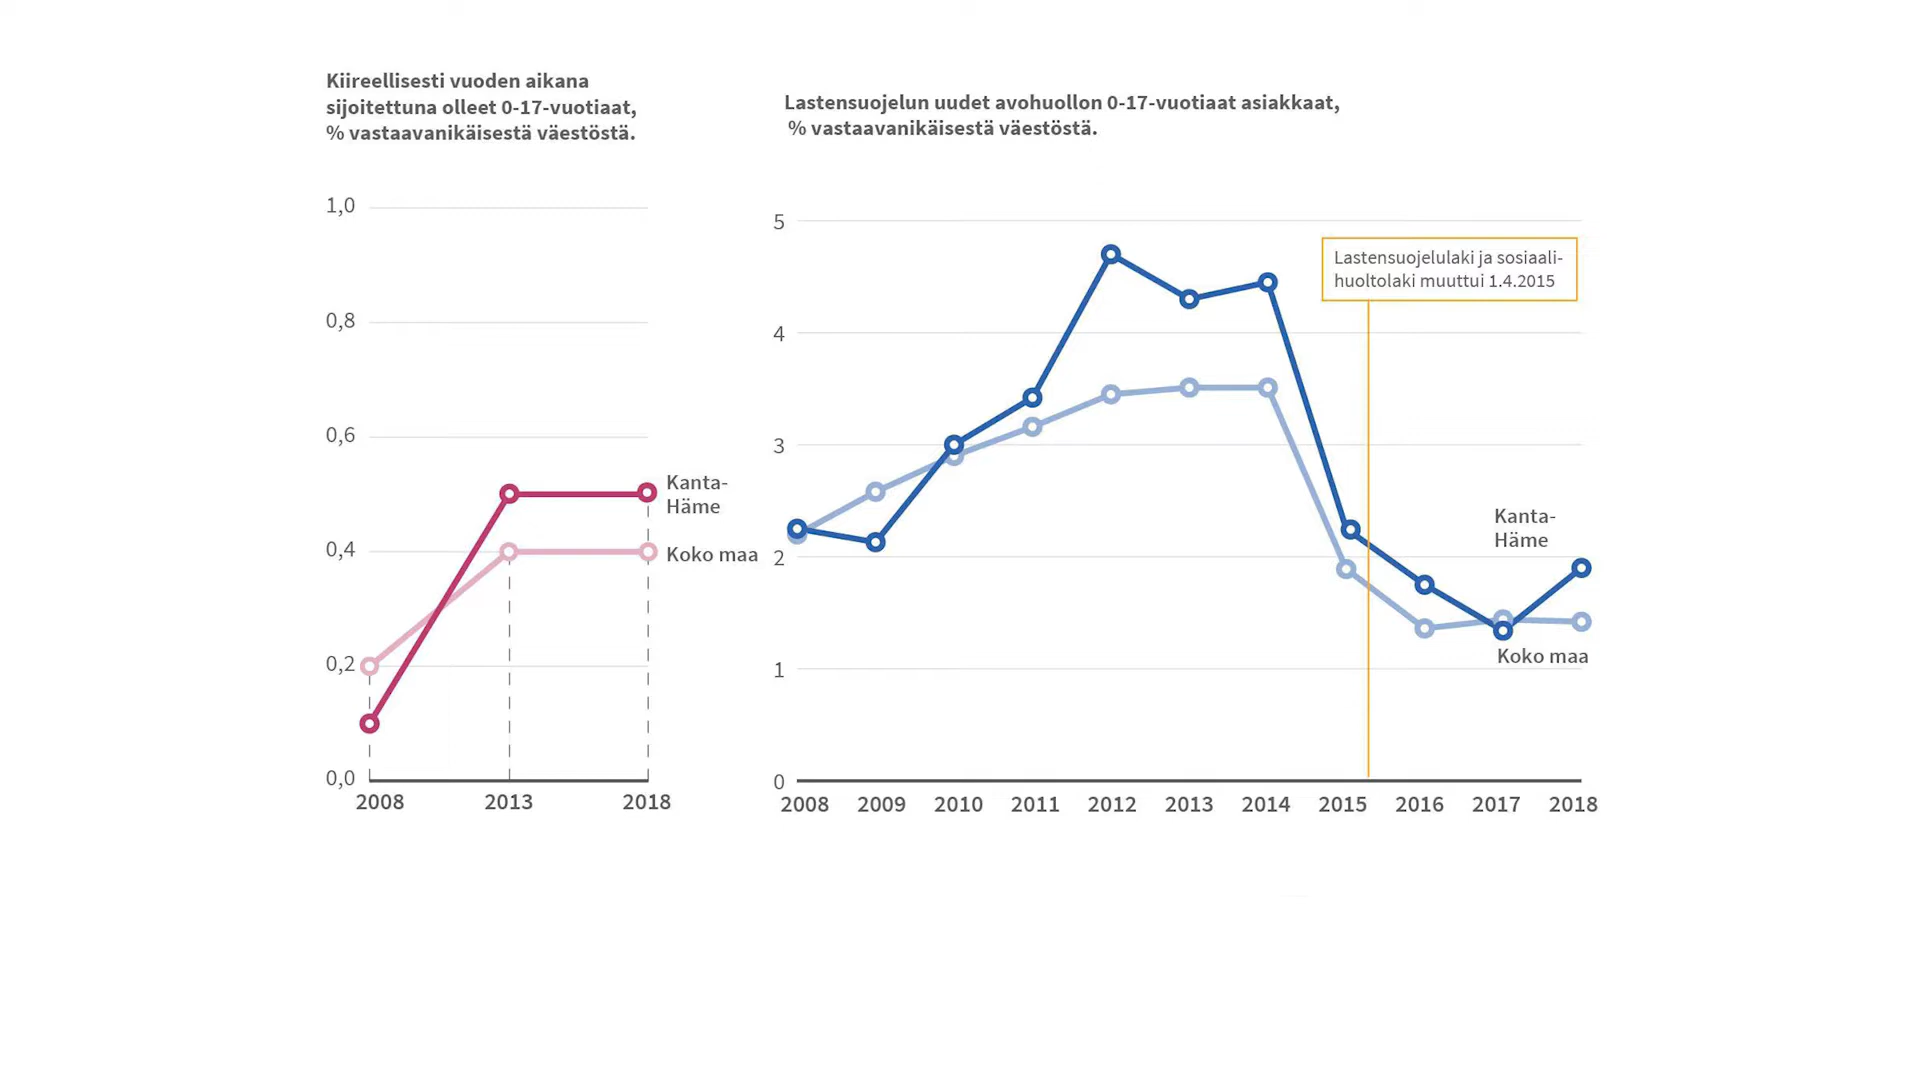 Kiireellisesti vuoden aikana
sijoitettuna olleet 0-17-vuotiaat,
% vastaavanikäisestä väestöstä.
1,0
0,8
0,6
0,4
0,2
0,0
2008
2013
2018
Kanta-
Häme
Koko maa
Lastensuojelun uudet avohuollon 0-17-vuotiaat asiakkaat,
% vastaavanikäisestä väestöstä.
5
4
3
2
1
0
Lastensuojelulaki ja sosiaali-
huoltolaki muuttui 1.4.2015
Kanta-
Häme
Koko maa
2008
2009
2010
2011
2012
2013
2014
2015
2016
2017
2018